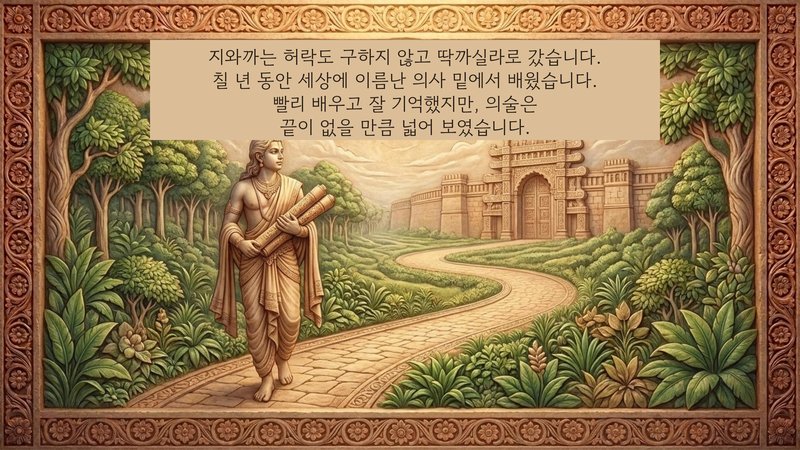 지와까는 허락도 구하지 않고 딱까실라로 갔습니다.
칠 년 동안 세상에 이름난 의사 밑에서 배웠습니다.
빨리 배우고 잘 기억했지만, 의술은
끝이 없을 만큼 넓어 보였습니다.